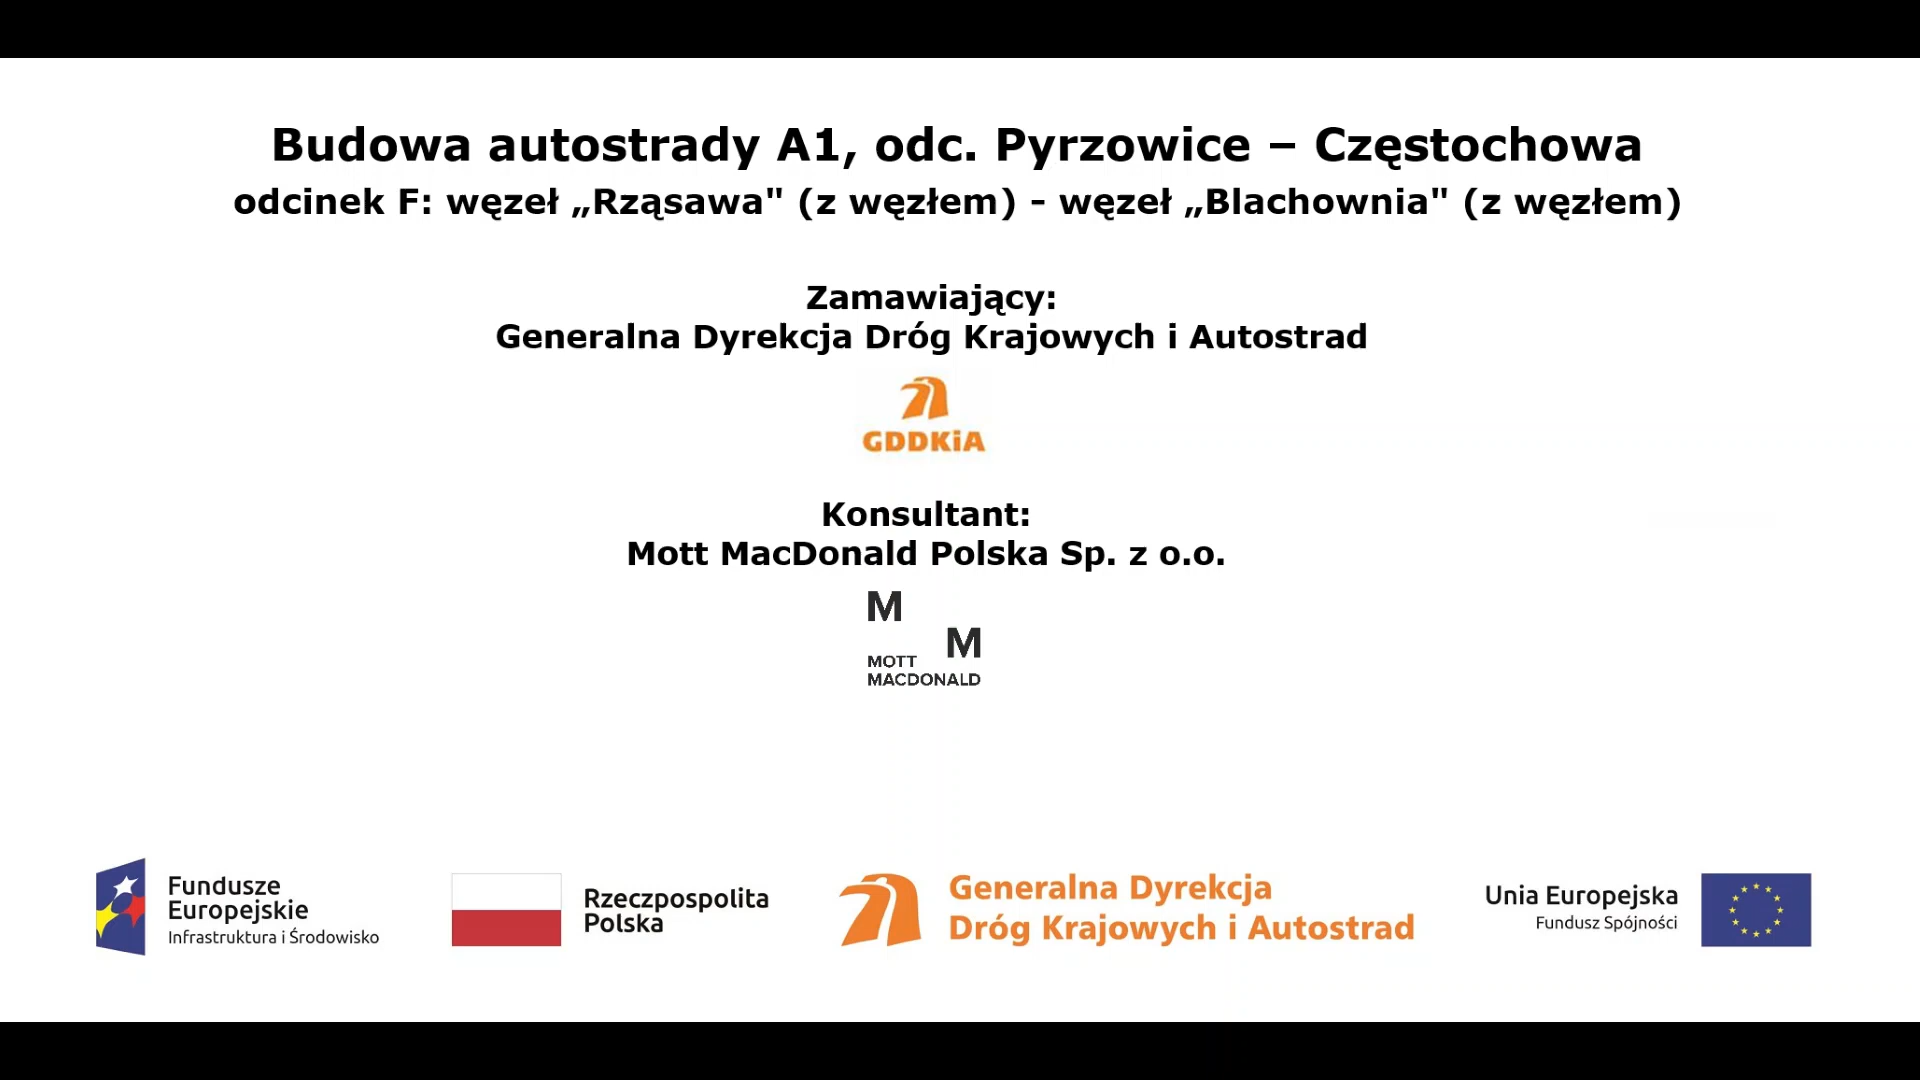 Budowa autostrady A1, odc. Pyrzowice – Częstochowa
odcinek F: węzeł „Rząsawa" (z węzłem) - węzeł „Blachownia" (z węzłem)
Zamawiający:
Generalna Dyrekcja Dróg Krajowych i Autostrad
GDDKiA
Konsultant:
Mott MacDonald Polska Sp. z o.o.
M
M
MOTT
MACDONALD
Fundusze
Europejskie
Infrastruktura i Środowisko
Rzeczpospolita
Polska
Generalna Dyrekcja
Dróg Krajowych i Autostrad
Unia Europejska
Fundusz Spójności